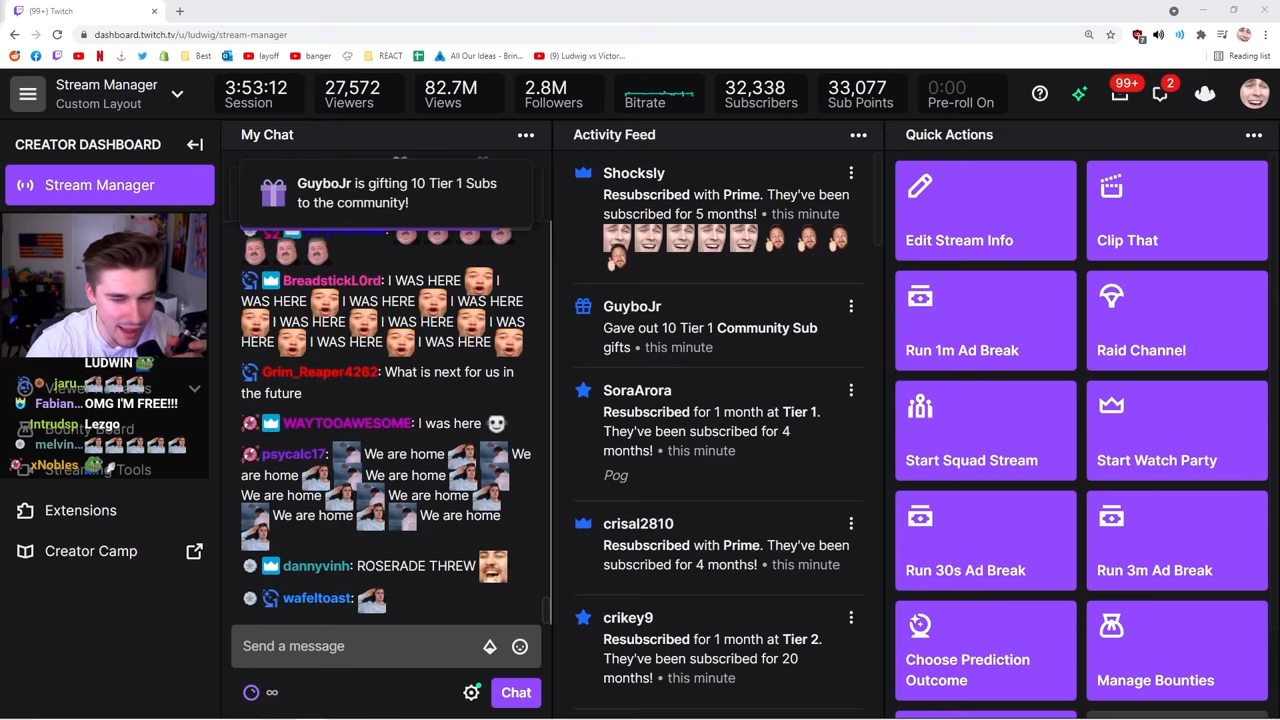 (99+) Twitch
dashboard.twitch.tv/u/ludwig/stream-manager
Best
layoff
banger
REACT
All Our Ideas - Brin...
(9) Ludwig vs Victor...
Reading list
Stream Manager
Custom Layout
3:53:12
Session
27,572
Viewers
82.7M
Views
2.8M
Followers
Bitrate
32,338
Subscribers
33,077
Sub Points
0:00
Pre-roll On
99+
2
CREATOR DASHBOARD
Stream Manager
LUDWIN
jaru...
Fabian... OMG I'M FREE!!!
Intrudsp Lezgo
Bounty Board
melvin...
xNobles
Streaming Tools
Extensions
Creator Camp
My Chat
GuyboJr is gifting 10 Tier 1 Subs
to the community!
BreadstickL0rd: I WAS HERE I
WAS HERE I WAS HERE I WAS HERE
I WAS HERE I WAS HERE I WAS
HERE I WAS HERE I WAS HERE
Grim_Reaper4262: What is next for us in
the future
WAYTOOAWESOME: I was here
psycalc17: We are home We
are home We are home
We are home We are home
We are home We are home
dannyvinh: ROSERADE THREW
wafeltoast:
Send a message
∞
Chat
Activity Feed
Shocksly
Resubscribed with Prime. They've been
subscribed for 5 months! • this minute
GuyboJr
Gave out 10 Tier 1 Community Sub
gifts • this minute
SoraArora
Resubscribed for 1 month at Tier 1.
They've been subscribed for 4
months! • this minute
Pog
crisal2810
Resubscribed with Prime. They've been
subscribed for 4 months! • this minute
crikey9
Resubscribed for 1 month at Tier 2.
They've been subscribed for 20
months! • this minute
Quick Actions
Edit Stream Info
Clip That
Run 1m Ad Break
Raid Channel
Start Squad Stream
Start Watch Party
Run 30s Ad Break
Run 3m Ad Break
Choose Prediction
Outcome
Manage Bounties